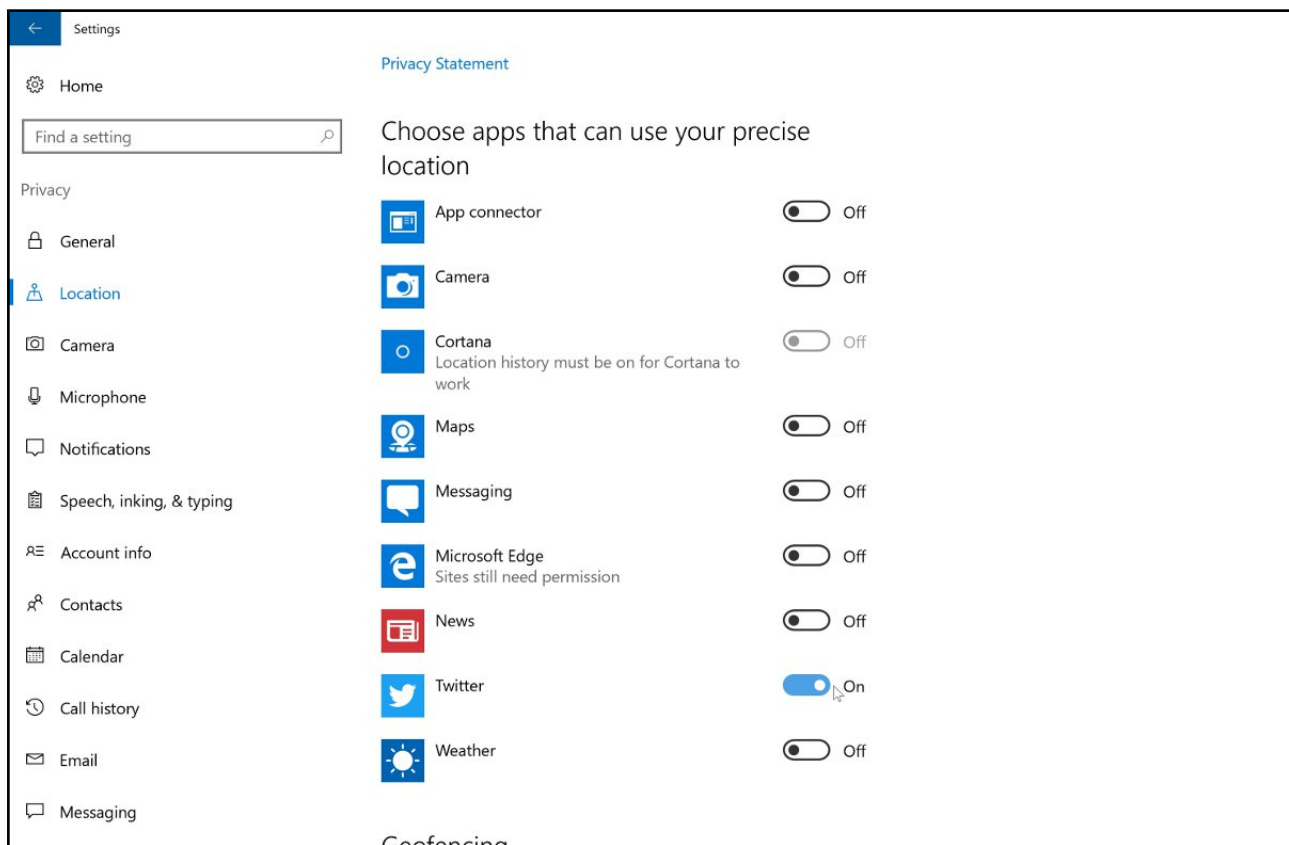 Settings
Home
Find a setting
Privacy
General
Location
Camera
Microphone
Notifications
Speech, inking, & typing
Account info
Contacts
Calendar
Call history
Email
Messaging
Privacy Statement
Choose apps that can use your precise
location
App connector Off
Camera Off
Cortana Off
Location history must be on for Cortana to
work
Maps Off
Messaging Off
Microsoft Edge Off
Sites still need permission
News Off
Twitter On
Weather Off
Geofencing